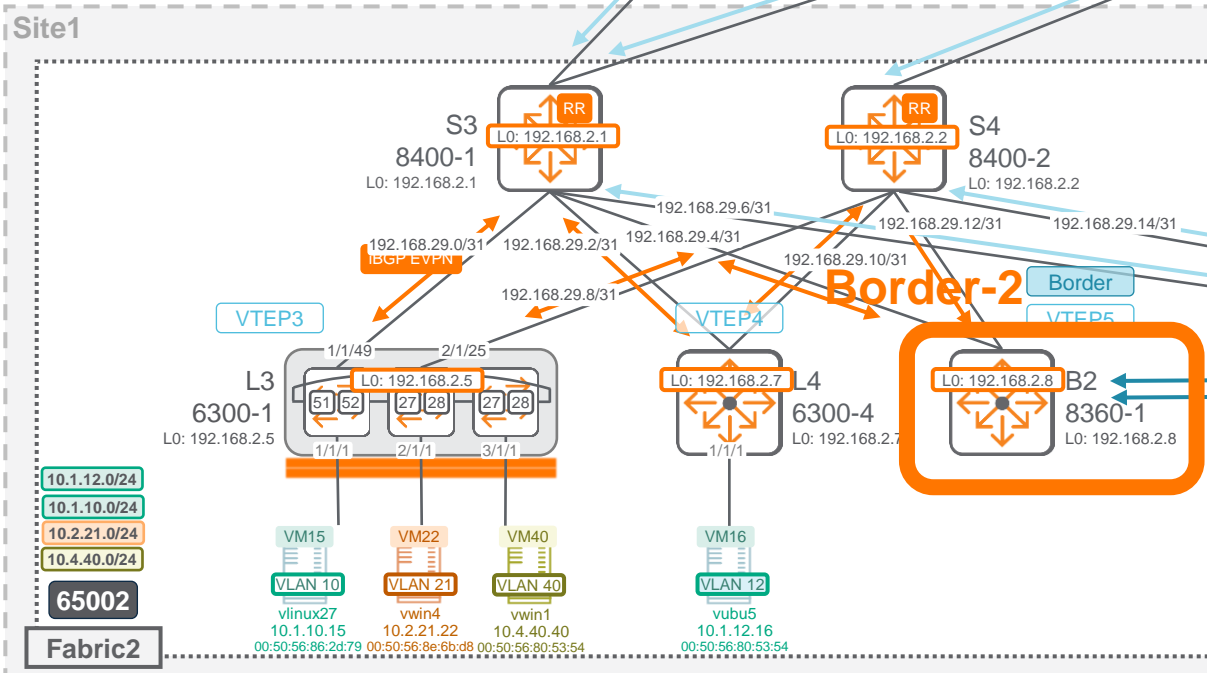 Site1
RR
L0: 192.168.2.1
S3
8400-1
L0: 192.168.2.1
RR
L0: 192.168.2.2
S4
8400-2
L0: 192.168.2.2
192.168.29.6/31
192.168.29.12/31
192.168.29.14/31
192.168.29.0/31
192.168.29.2/31
192.168.29.4/31
IBGP EVPN
192.168.29.10/31
192.168.29.8/31
Border-2
Border
VTEP3
VTEP4
VTEP5
1/1/49
2/1/25
L0: 192.168.2.5
51
52
27
28
27
28
L3
6300-1
L0: 192.168.2.5
1/1/1
2/1/1
3/1/1
L0: 192.168.2.7
L4
6300-4
L0: 192.168.2.7
1/1/1
L0: 192.168.2.8
B2
8360-1
L0: 192.168.2.8
10.1.12.0/24
10.1.10.0/24
10.2.21.0/24
10.4.40.0/24
65002
Fabric2
VM15
VLAN 10
vlinux27
10.1.10.15
00:50:56:86:2d:79
VM22
VLAN 21
vwin4
10.2.21.22
00:50:56:8e:6b:d8
VM40
VLAN 40
vwin1
10.4.40.40
00:50:56:80:53:54
VM16
VLAN 12
vubu5
10.1.12.16
00:50:56:80:53:54